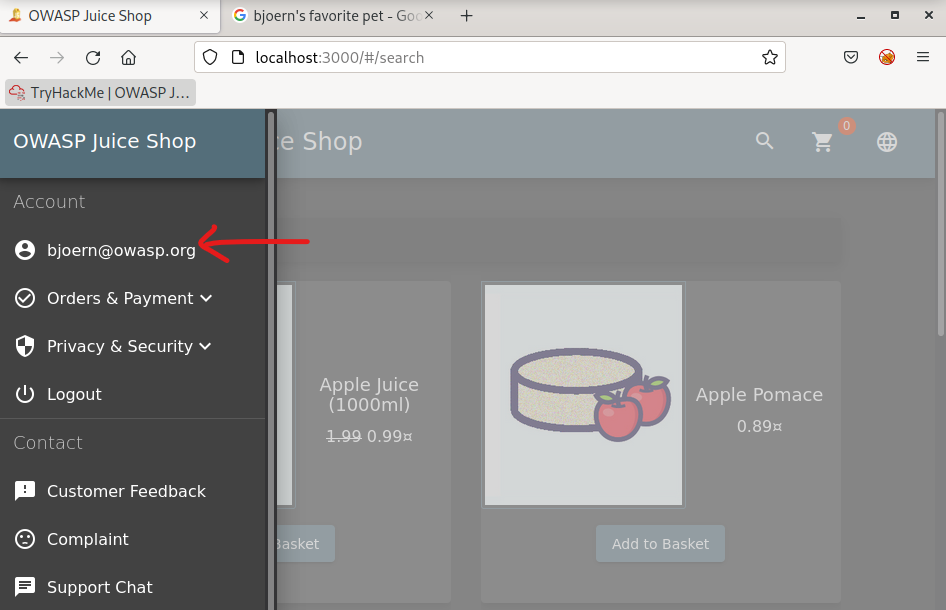 OWASP Juice Shop
bjoern's favorite pet - Goo
localhost:3000/#/search
TryHackMe | OWASP J...
OWASP Juice Shop
ce Shop
0
Account
bjoern@owasp.org
Orders & Payment
Privacy & Security
Logout
Contact
Customer Feedback
Complaint
Support Chat
Apple Juice
(1000ml)
1.99 0.99¤
Basket
Apple Pomace
0.89¤
Add to Basket